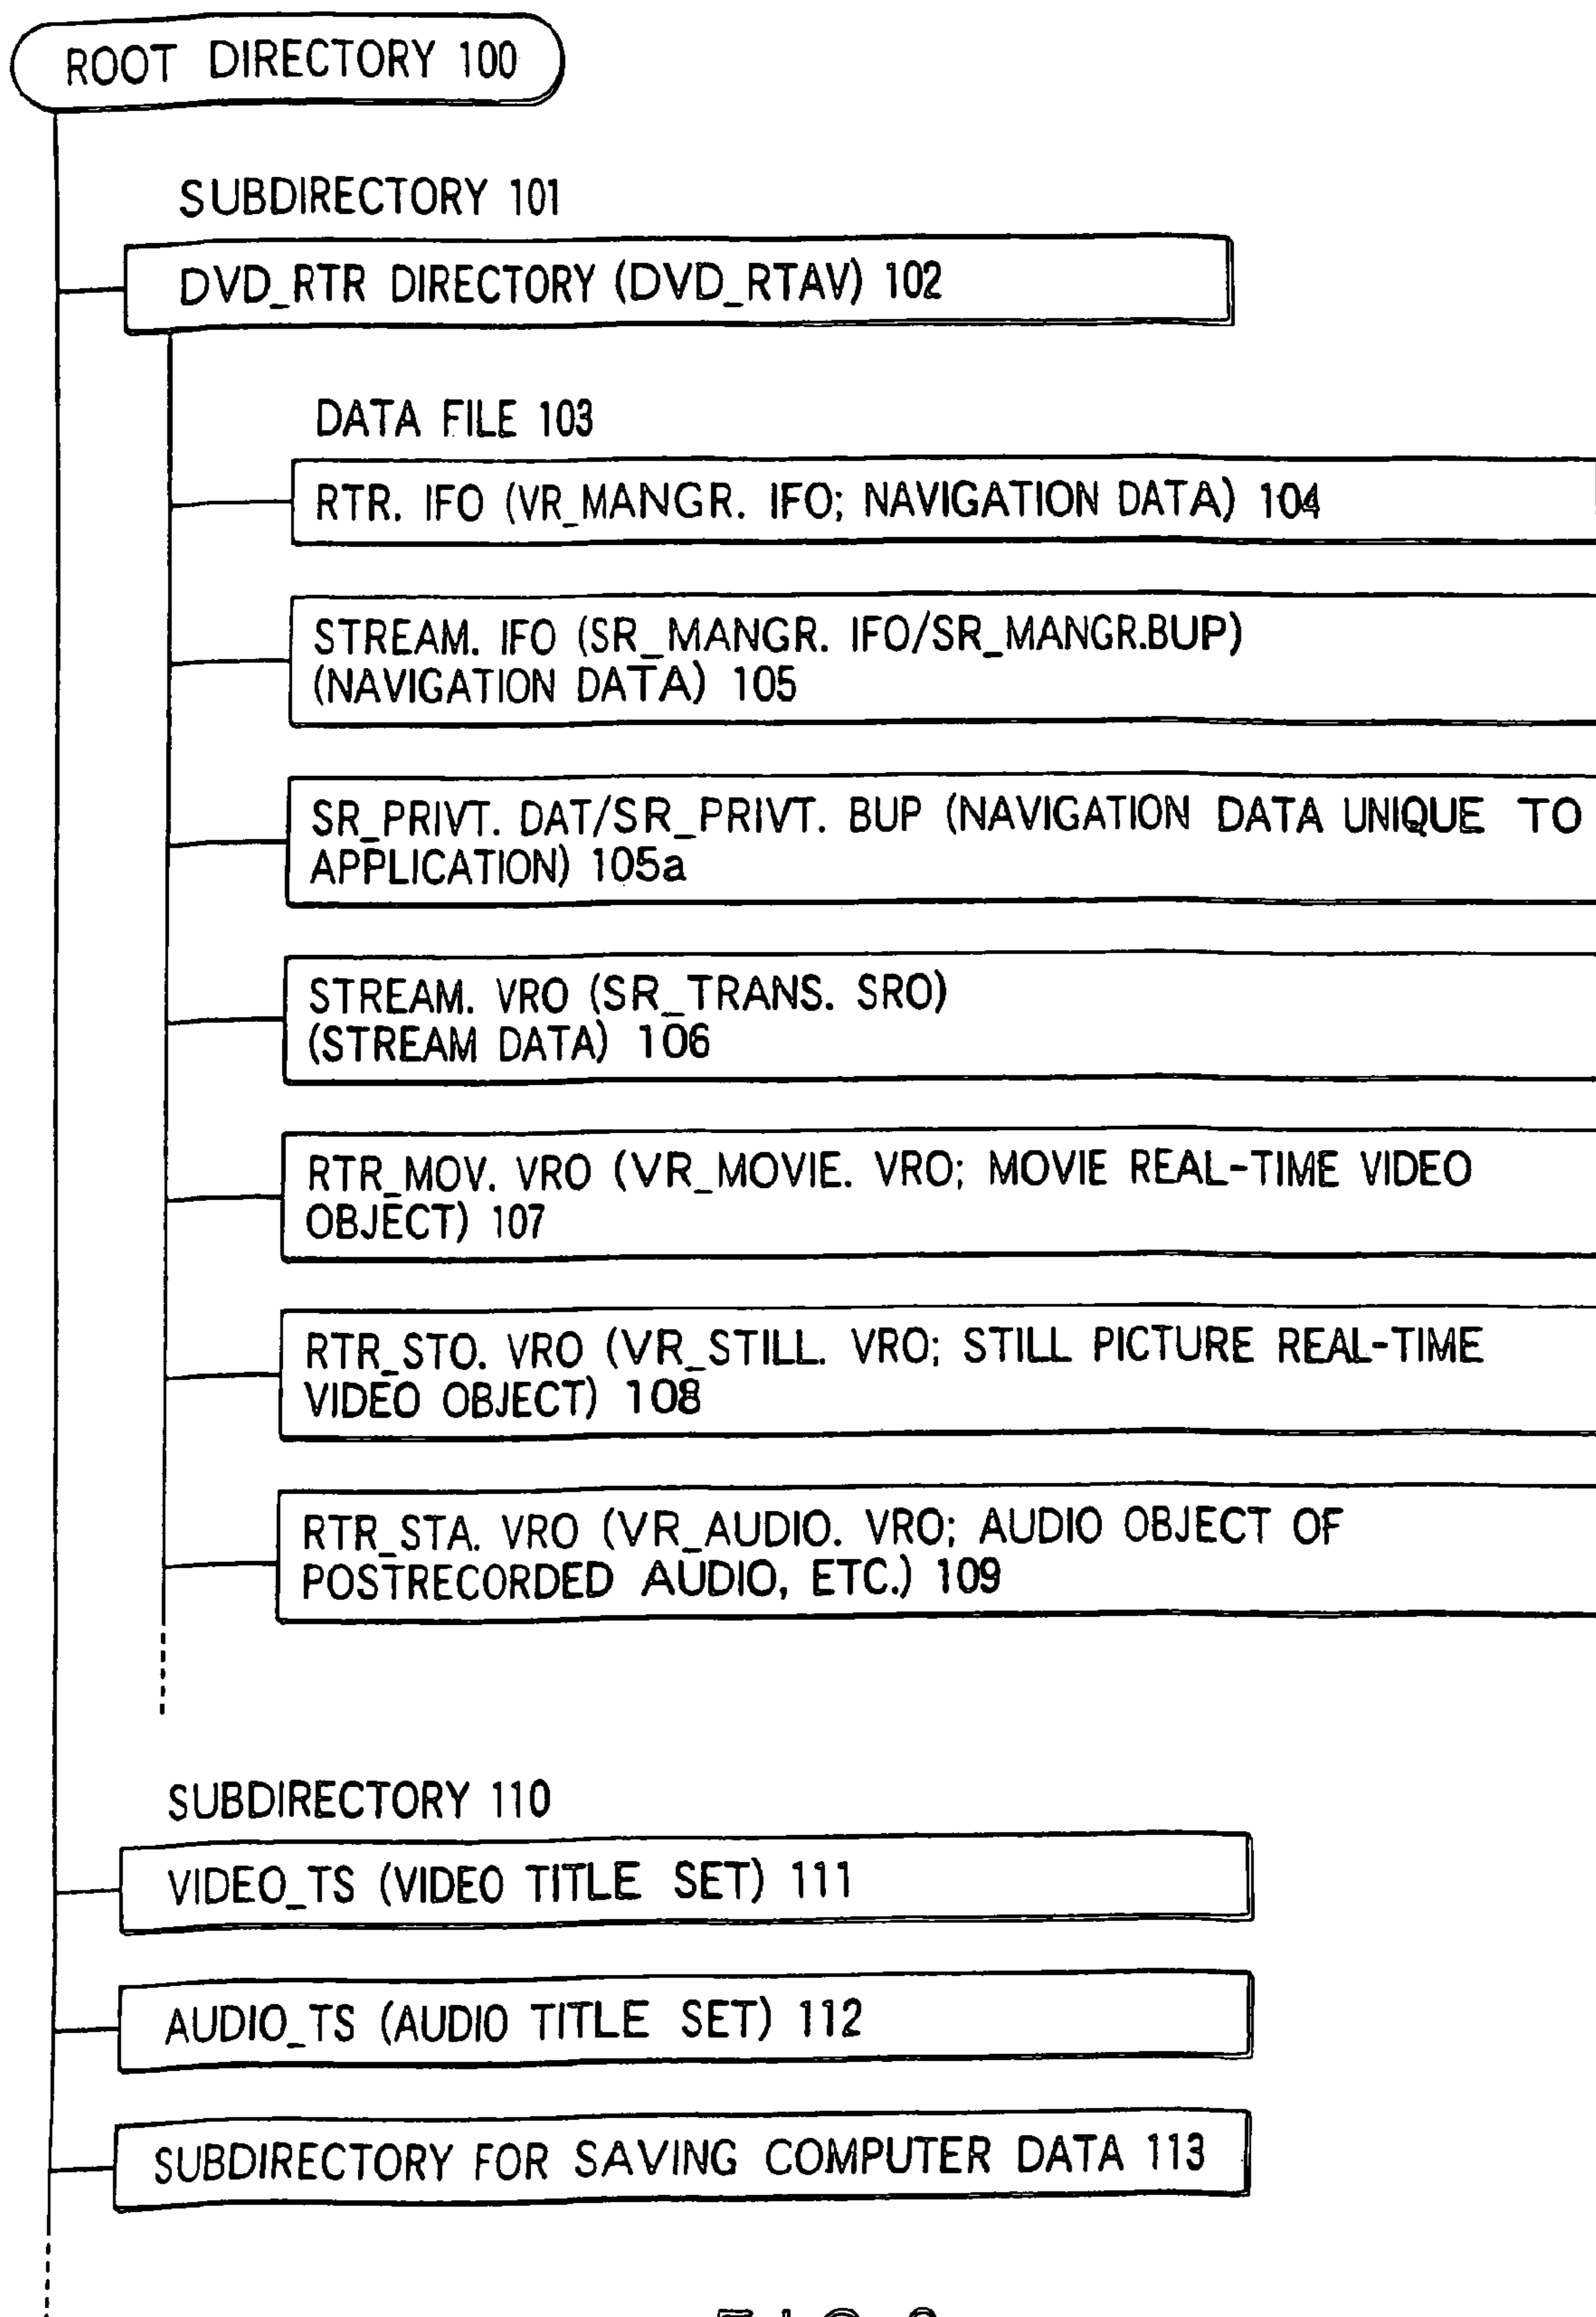 ROOT DIRECTORY 100
SUBDIRECTORY 101
DVD_RTR DIRECTORY (DVD_RTAV) 102
DATA FILE 103
RTR. IFO (VR_MANGR. IFO; NAVIGATION DATA) 104
STREAM. IFO (SR_MANGR. IFO/SR_MANGR.BUP)
(NAVIGATION DATA) 105
SR_PRIVT. DAT/SR_PRIVT. BUP (NAVIGATION DATA UNIQUE TO
APPLICATION) 105a
STREAM. VRO (SR_TRANS. SRO)
(STREAM DATA) 106
RTR_MOV. VRO (VR_MOVIE. VRO; MOVIE REAL-TIME VIDEO
OBJECT) 107
RTR_STO. VRO (VR_STILL. VRO; STILL PICTURE REAL-TIME
VIDEO OBJECT) 108
RTR_STA. VRO (VR_AUDIO. VRO; AUDIO OBJECT OF
POSTRECORDED AUDIO, ETC.) 109
SUBDIRECTORY 110
VIDEO_TS (VIDEO TITLE SET) 111
AUDIO_TS (AUDIO TITLE SET) 112
SUBDIRECTORY FOR SAVING COMPUTER DATA 113